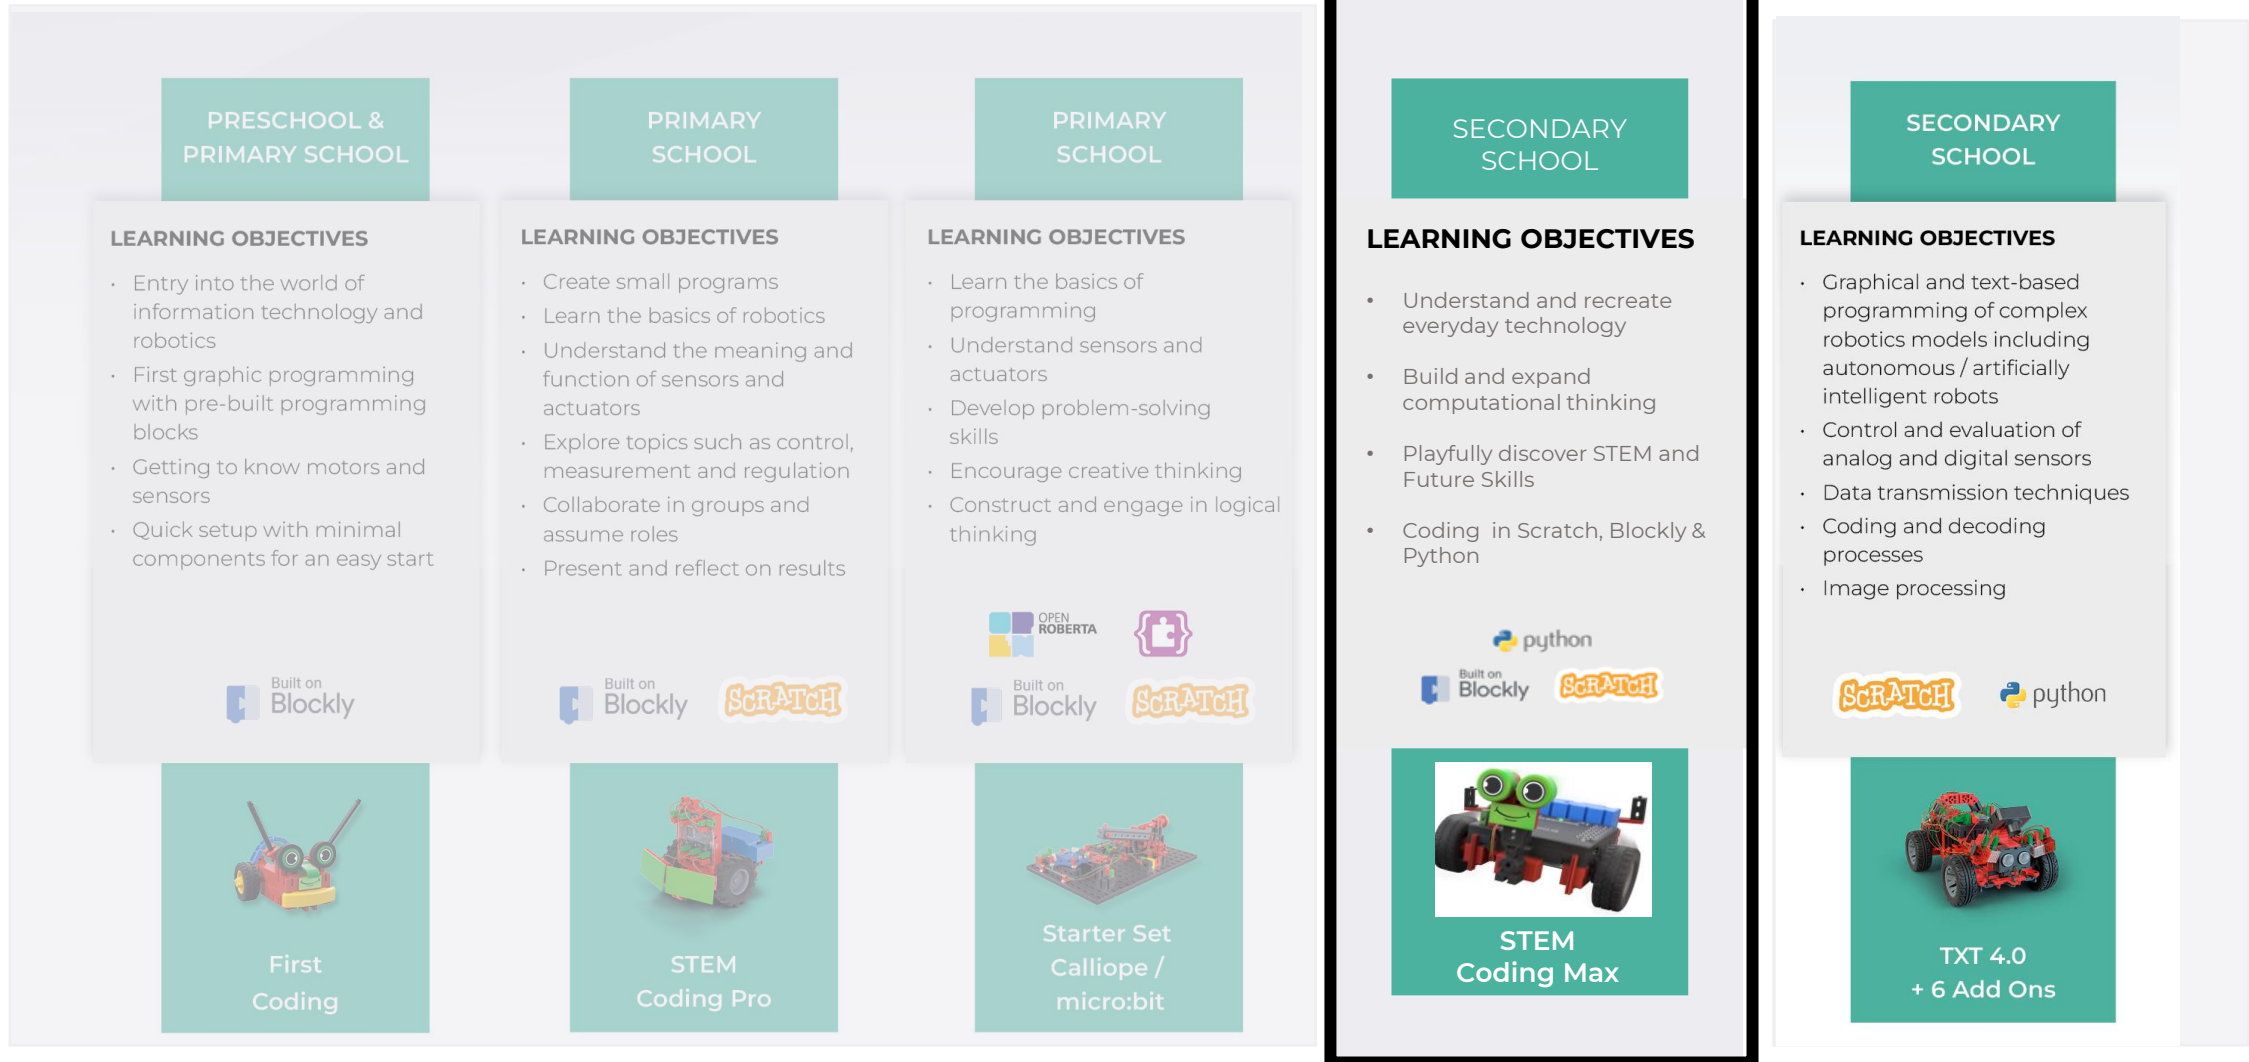 PRESCHOOL &
PRIMARY SCHOOL
LEARNING OBJECTIVES
• Entry into the world of
information technology and
robotics
• First graphic programming
with pre-built programming
blocks
• Getting to know motors and
sensors
• Quick setup with minimal
components for an easy start
Built on
Blockly
First
Coding
PRIMARY
SCHOOL
LEARNING OBJECTIVES
• Create small programs
• Learn the basics of robotics
• Understand the meaning and
function of sensors and
actuators
• Explore topics such as control,
measurement and regulation
• Collaborate in groups and
assume roles
• Present and reflect on results
Built on
Blockly
SCRATCH
STEM
Coding Pro
PRIMARY
SCHOOL
LEARNING OBJECTIVES
• Learn the basics of
programming
• Understand sensors and
actuators
• Develop problem-solving
skills
• Encourage creative thinking
• Construct and engage in logical
thinking
OPEN
ROBERTA
Built on
Blockly
SCRATCH
Starter Set
Calliope /
micro:bit
SECONDARY
SCHOOL
LEARNING OBJECTIVES
• Understand and recreate
everyday technology
• Build and expand
computational thinking
• Playfully discover STEM and
Future Skills
• Coding in Scratch, Blockly &
Python
python
Built on
Blockly
SCRATCH
STEM
Coding Max
SECONDARY
SCHOOL
LEARNING OBJECTIVES
• Graphical and text-based
programming of complex
robotics models including
autonomous / artificially
intelligent robots
• Control and evaluation of
analog and digital sensors
• Data transmission techniques
• Coding and decoding
processes
• Image processing
SCRATCH
python
TXT 4.0
+ 6 Add Ons